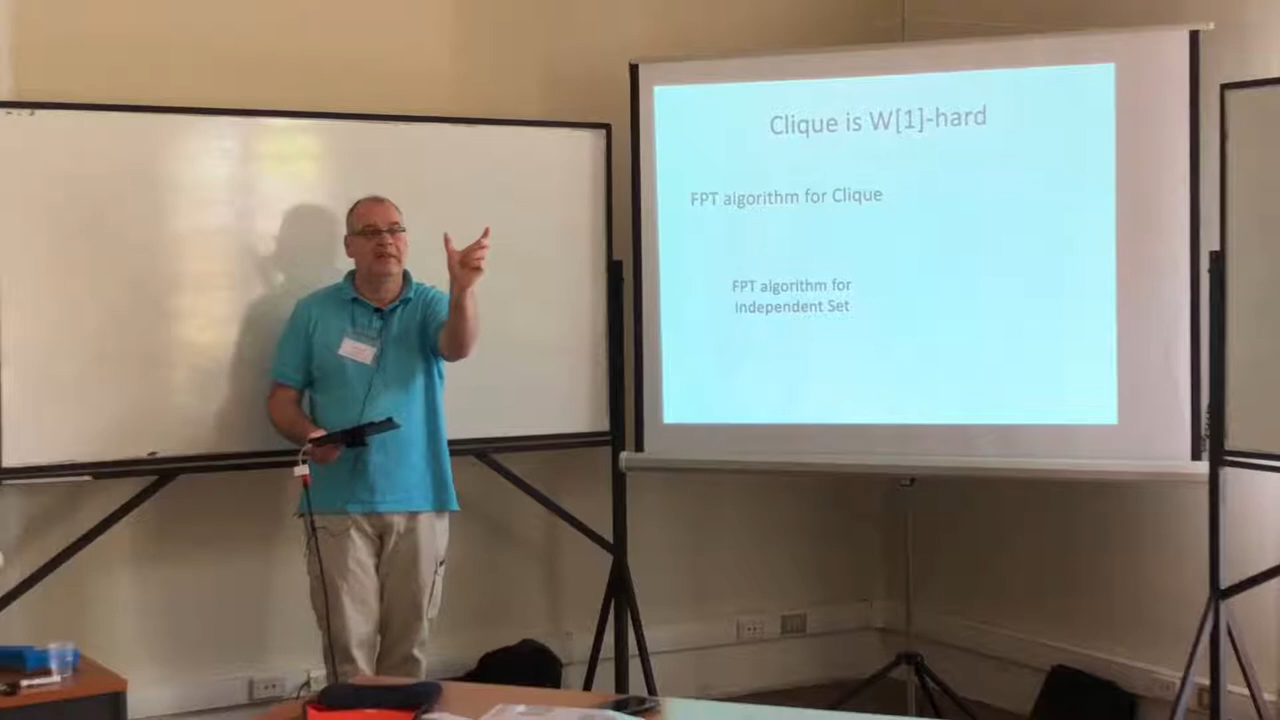 Clique is W[1]-hard
FPT algorithm for Clique
FPT algorithm for
Independent Set